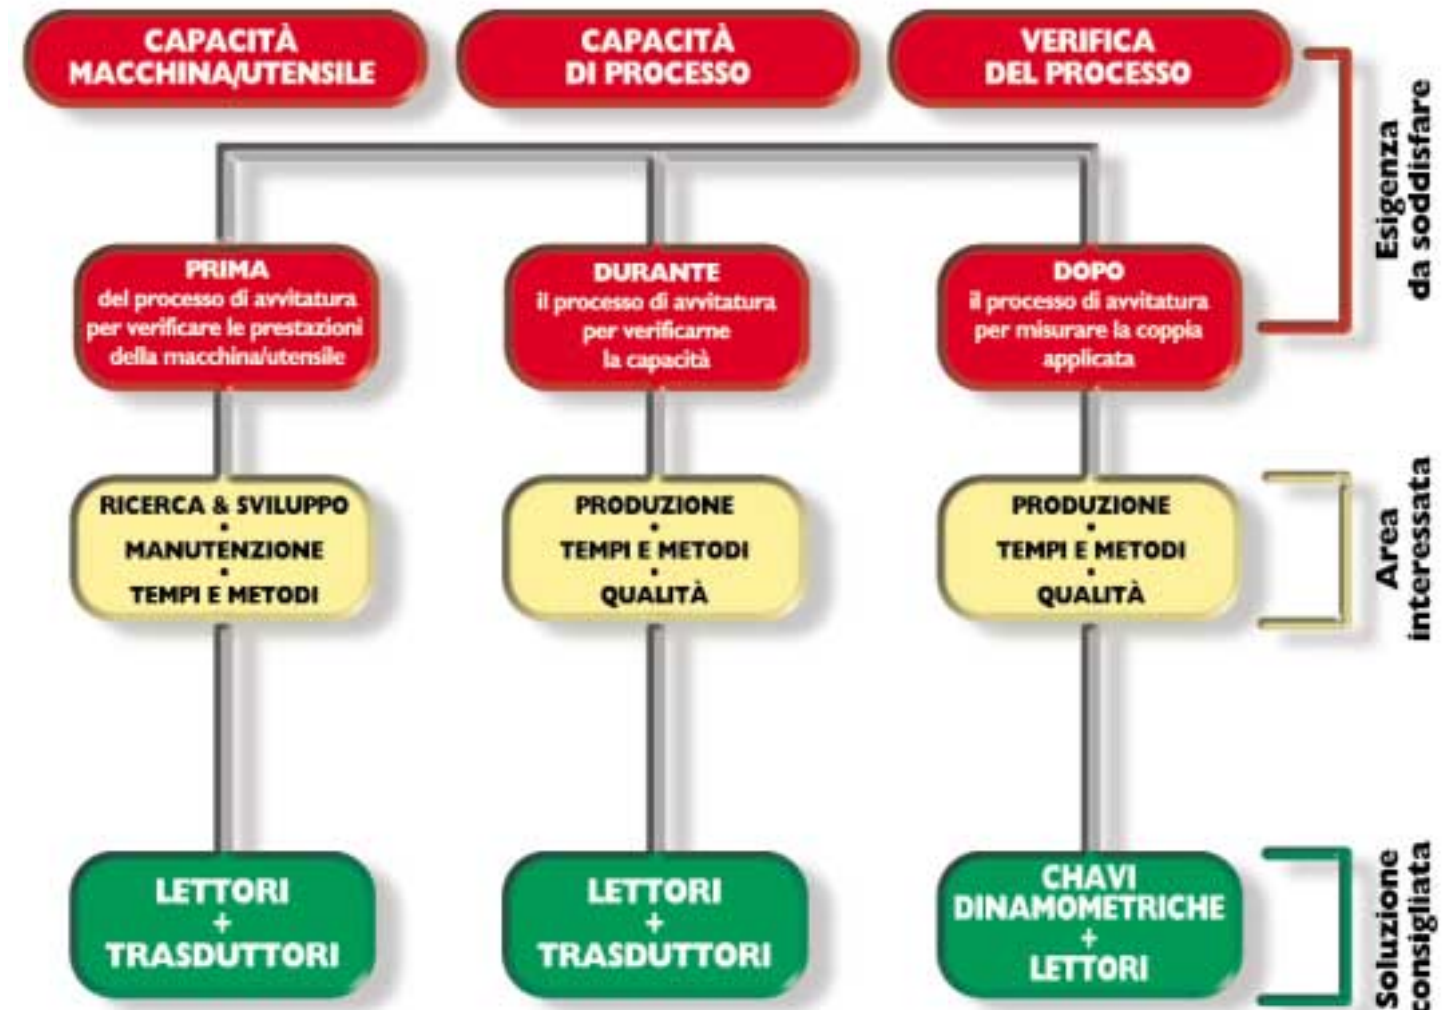 CAPACITÀ
MACCHINA/UTENSILE
CAPACITÀ
DI PROCESSO
VERIFICA
DEL PROCESSO
Esigenza
da soddisfare
PRIMA
del processo di avvitatura
per verificare le prestazioni
della macchina/utensile
DURANTE
il processo di avvitatura
per verificarne
la capacità
DOPO
il processo di avvitatura
per misurare la coppia
applicata
RICERCA & SVILUPPO
•
MANUTENZIONE
•
TEMPI E METODI
PRODUZIONE
•
TEMPI E METODI
•
QUALITÀ
PRODUZIONE
•
TEMPI E METODI
•
QUALITÀ
Area
interessata
LETTORI
+
TRASDUTTORI
LETTORI
+
TRASDUTTORI
CHAVI
DINAMOMETRICHE
+
LETTORI
Soluzione
consigliata